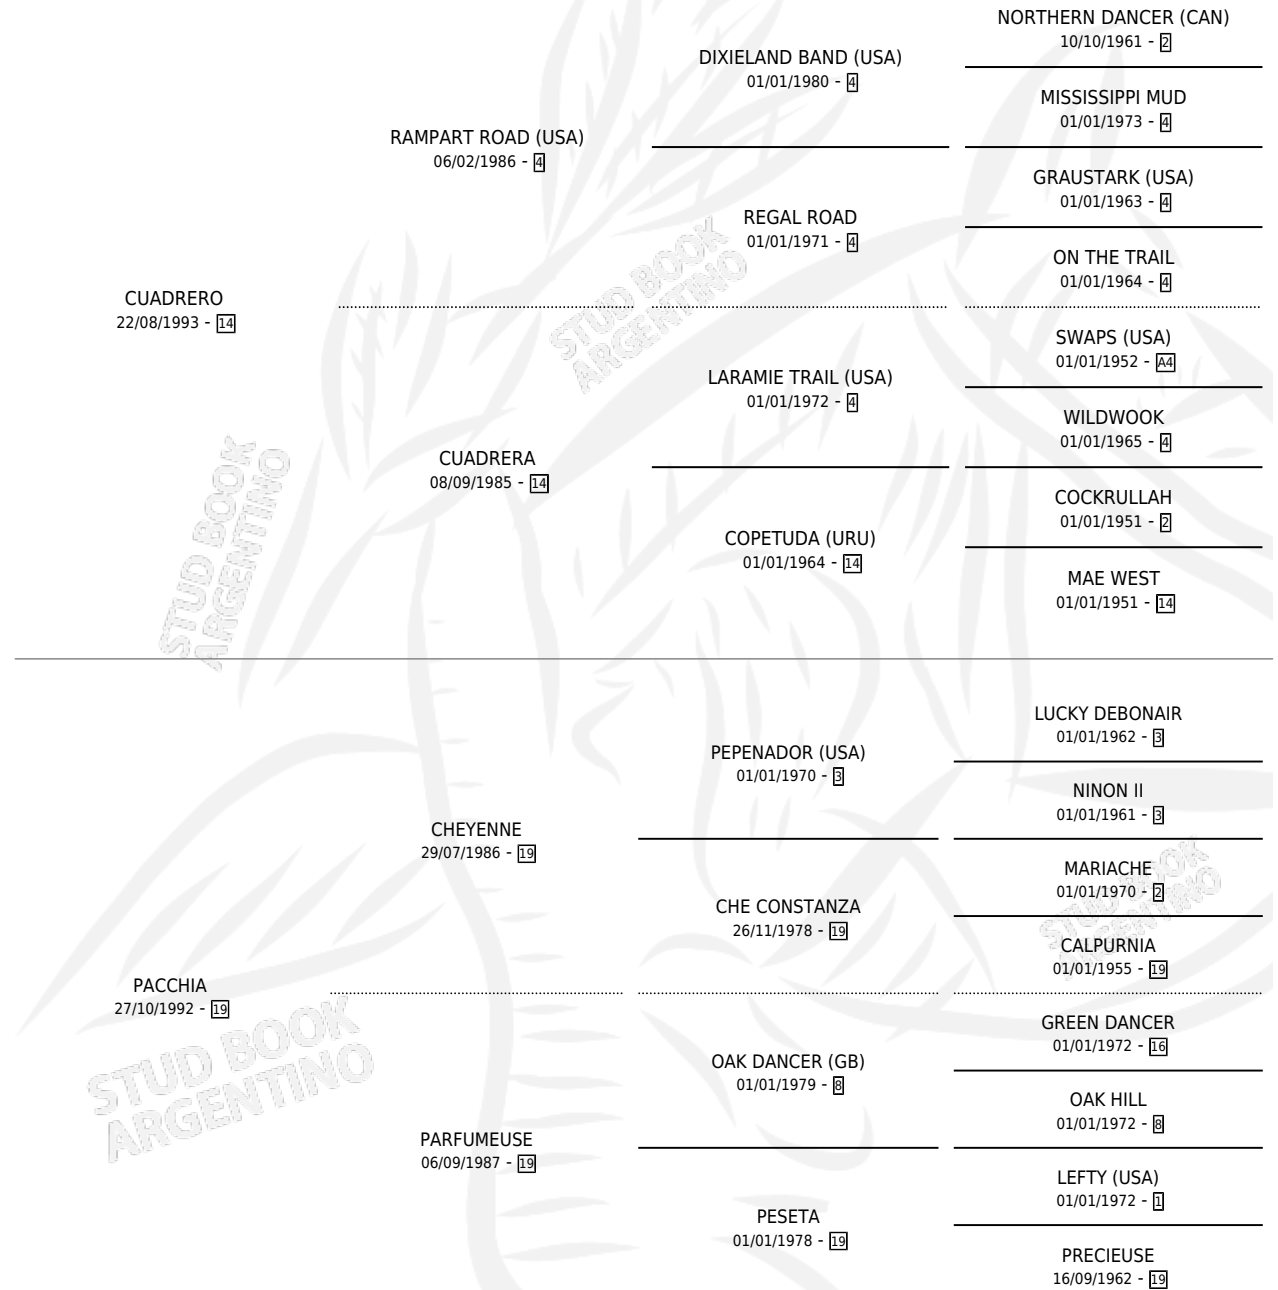 NORTHERN DANCER (CAN)
10/10/1961 - 2
DIXIELAND BAND (USA)
01/01/1980 - 4
MISSISSIPPI MUD
01/01/1973 - 4
RAMPART ROAD (USA)
06/02/1986 - 4
GRAUSTARK (USA)
01/01/1963 - 4
REGAL ROAD
01/01/1971 - 4
ON THE TRAIL
01/01/1964 - 4
CUADRERO
22/08/1993 - 14
SWAPS (USA)
01/01/1952 - A4
LARAMIE TRAIL (USA)
01/01/1972 - 4
WILDWOOK
01/01/1965 - 4
CUADRERA
08/09/1985 - 14
COCKRULLAH
01/01/1951 - 2
COPETUDA (URU)
01/01/1964 - 14
MAE WEST
01/01/1951 - 14
STUD BOOK
ARGENTINO
STUD BOOK
ARGENTINO
LUCKY DEBONAIR
01/01/1962 - 3
PEPENADOR (USA)
01/01/1970 - 3
NINON II
01/01/1961 - 3
CHEYENNE
29/07/1986 - 19
MARIACHE
01/01/1970 - 2
CHE CONSTANZA
26/11/1978 - 19
CALPURNIA
01/01/1955 - 19
PACCHIA
27/10/1992 - 19
GREEN DANCER
01/01/1972 - 16
OAK DANCER (GB)
01/01/1979 - 8
OAK HILL
01/01/1972 - 8
PARFUMEUSE
06/09/1987 - 19
LEFTY (USA)
01/01/1972 - 1
PESETA
01/01/1978 - 19
PRECIEUSE
16/09/1962 - 19
STUD BOOK
ARGENTINO
STUD BOOK
ARGENTINO